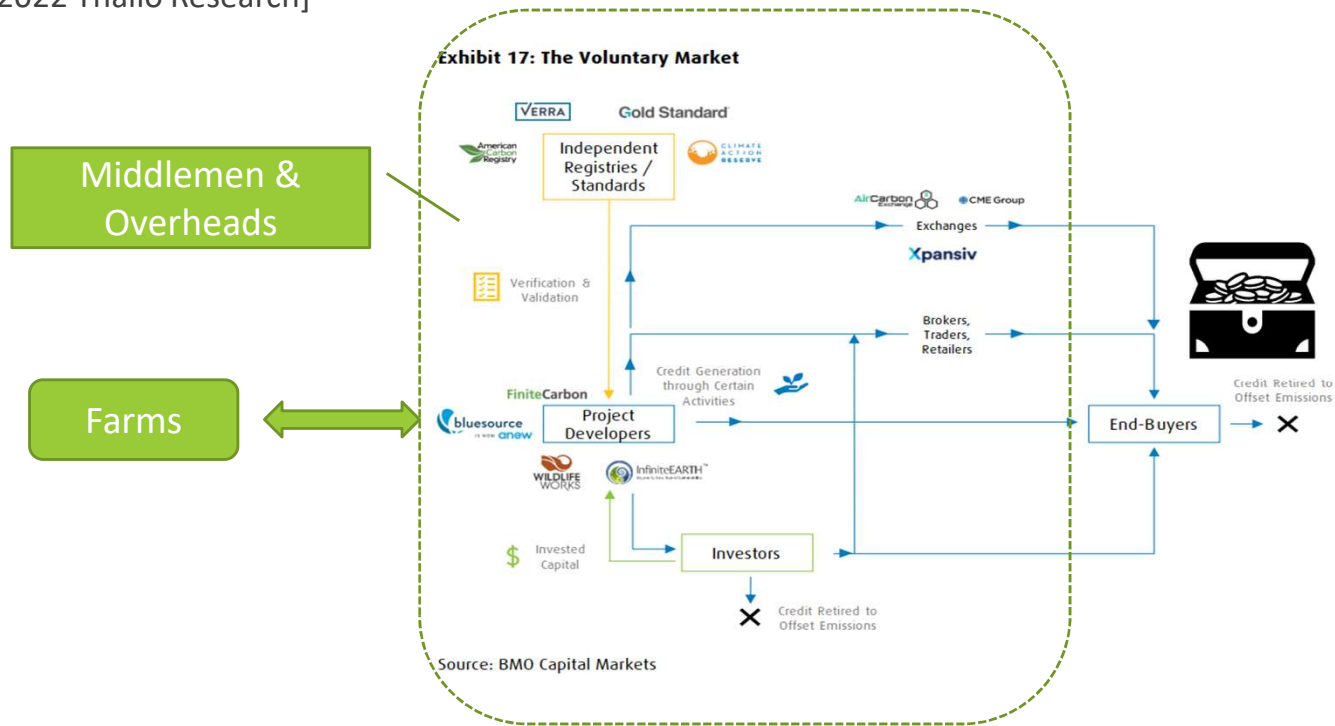 2022 Thallo Research]
Exhibit 17: The Voluntary Market
VERRA
Gold Standard
American
Carbon
Registry
Independent
Registries /
Standards
CLIMATE
ACTION
RESERVE
Middlemen &
Overheads
AirCarbon
Exchange
CME Group
Exchanges
Xpansiv
Verification &
Validation
Brokers,
Traders,
Retailers
Credit Generation
through Certain
Activities
FiniteCarbon
Farms
bluesource
IS NOW anew
Project
Developers
End-Buyers
Credit Retired to
Offset Emissions
WILDLIFE
WORKS
InfiniteEARTH™
$
Invested
Capital
Investors
Credit Retired to
Offset Emissions
Source: BMO Capital Markets